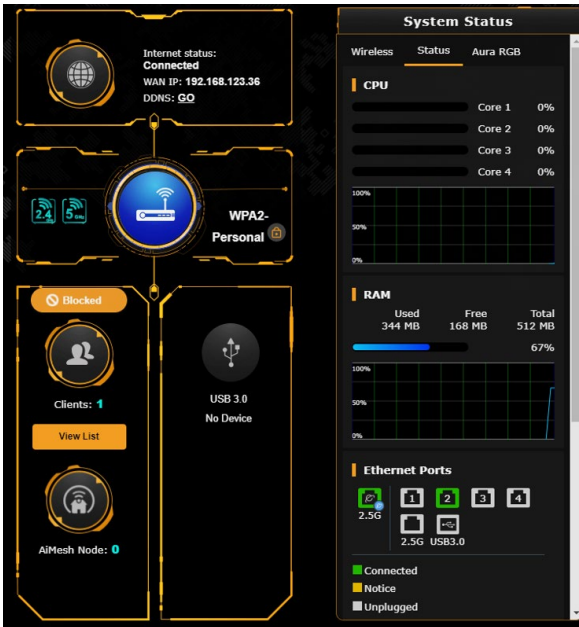 Internet status:
Connected
WAN IP: 192.168.123.36
DDNS: GO
2.4
GHz
5
GHz
WPA2-
Personal
Blocked
Clients: 1
View List
AiMesh Node: 0
USB 3.0
No Device
System Status
Wireless Status Aura RGB
CPU
Core 1 0%
Core 2 0%
Core 3 0%
Core 4 0%
100%
50%
0%
RAM
Used Free Total
344 MB 168 MB 512 MB
67%
100%
50%
0%
Ethernet Ports
1 2 3 4
2.5G
2.5G USB3.0
Connected
Notice
Unplugged